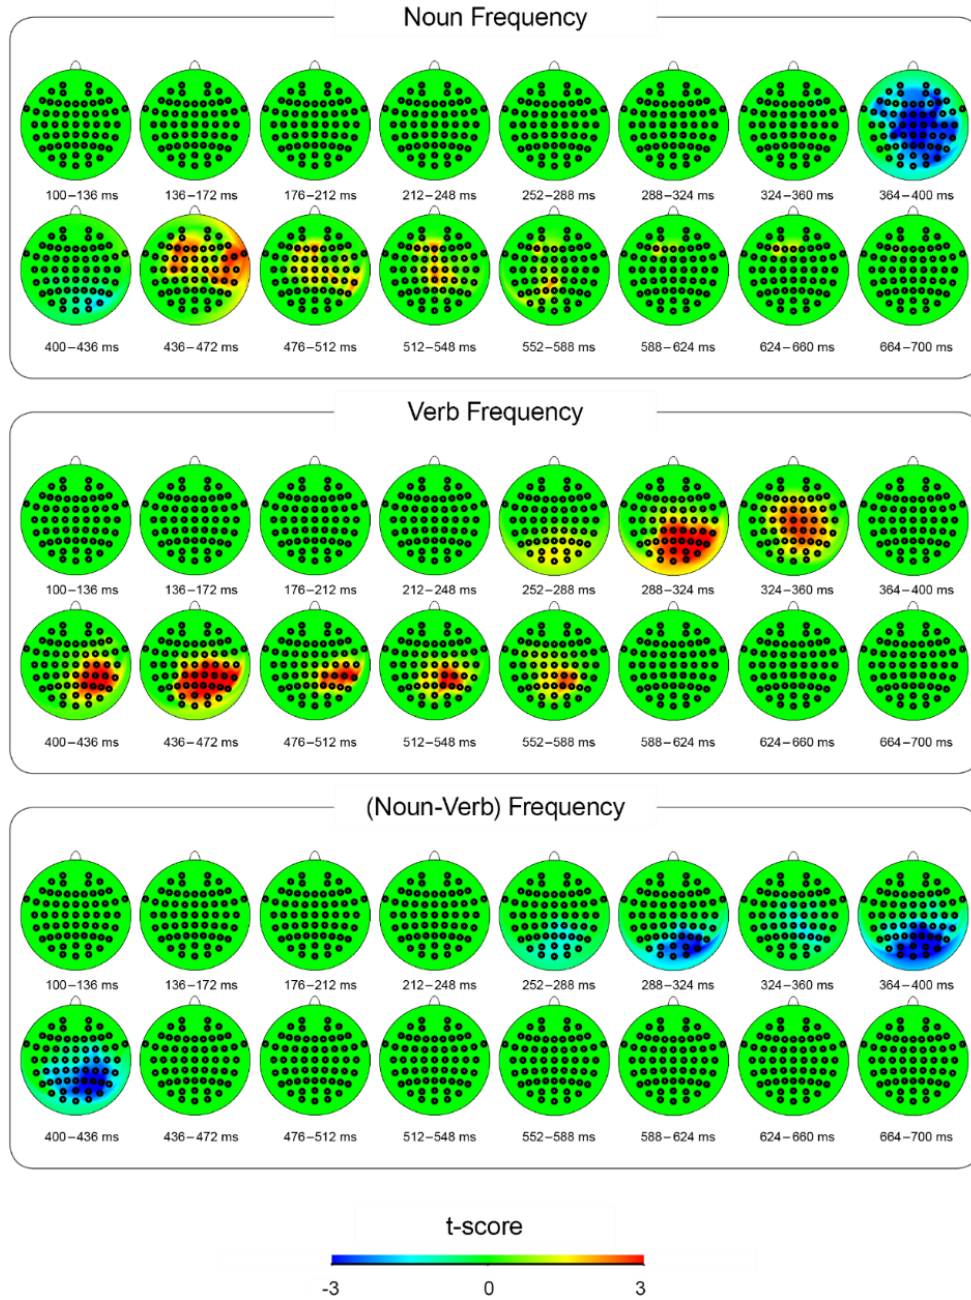 Noun Frequency
100–136 ms 136–172 ms 176–212 ms 212–248 ms 252–288 ms 288–324 ms 324–360 ms 364–400 ms
400–436 ms 436–472 ms 476–512 ms 512–548 ms 552–588 ms 588–624 ms 624–660 ms 664–700 ms
Verb Frequency
100–136 ms 136–172 ms 176–212 ms 212–248 ms 252–288 ms 288–324 ms 324–360 ms 364–400 ms
400–436 ms 436–472 ms 476–512 ms 512–548 ms 552–588 ms 588–624 ms 624–660 ms 664–700 ms
(Noun-Verb) Frequency
100–136 ms 136–172 ms 176–212 ms 212–248 ms 252–288 ms 288–324 ms 324–360 ms 364–400 ms
400–436 ms 436–472 ms 476–512 ms 512–548 ms 552–588 ms 588–624 ms 624–660 ms 664–700 ms
t-score
-3 0 3